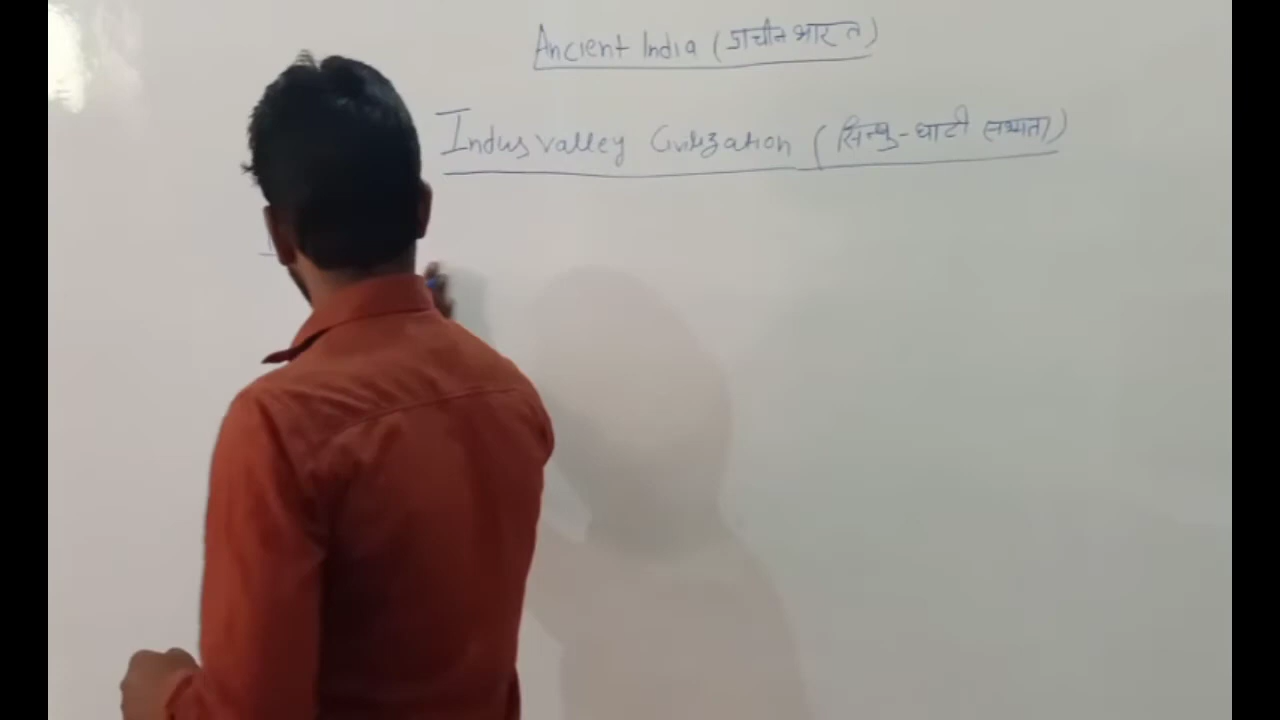 Ancient India (प्राचीन भारत)
Indus valley Civilization (सिन्धु-घाटी सभ्यता)